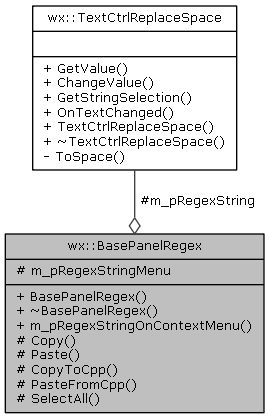 wx::TextCtrlReplaceSpace
+ GetValue()
+ ChangeValue()
+ GetStringSelection()
+ OnTextChanged()
+ TextCtrlReplaceSpace()
+ ~TextCtrlReplaceSpace()
- ToSpace()
#m_pRegexString
wx::BasePanelRegex
# m_pRegexStringMenu
+ BasePanelRegex()
+ ~BasePanelRegex()
+ m_pRegexStringOnContextMenu()
# Copy()
# Paste()
# CopyToCpp()
# PasteFromCpp()
# SelectAll()